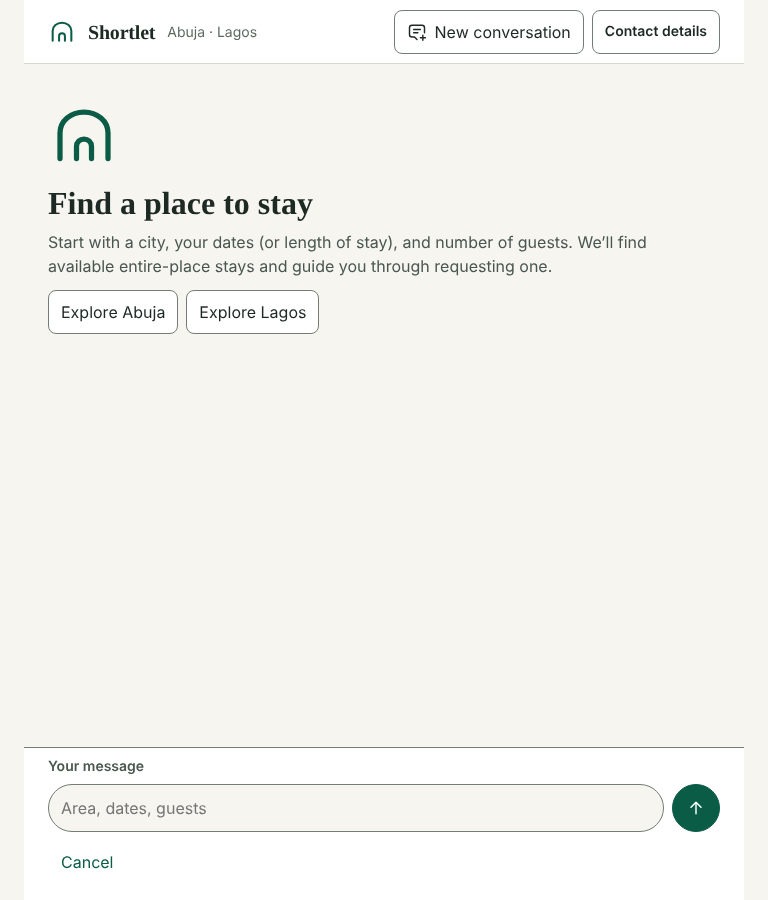 Shortlet Abuja · Lagos New conversation Contact details
Find a place to stay
Start with a city, your dates (or length of stay), and number of guests. We’ll find
available entire-place stays and guide you through requesting one.
Explore Abuja Explore Lagos
Your message
Area, dates, guests
Cancel